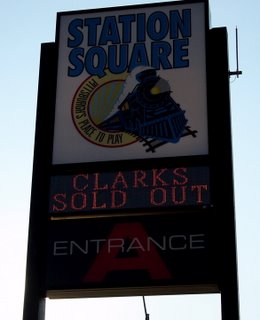 STATION
SQUARE
PITTSBURGH'S
PLACE TO PLAY
CLARKS
SOLD OUT
A
ENTRANCE